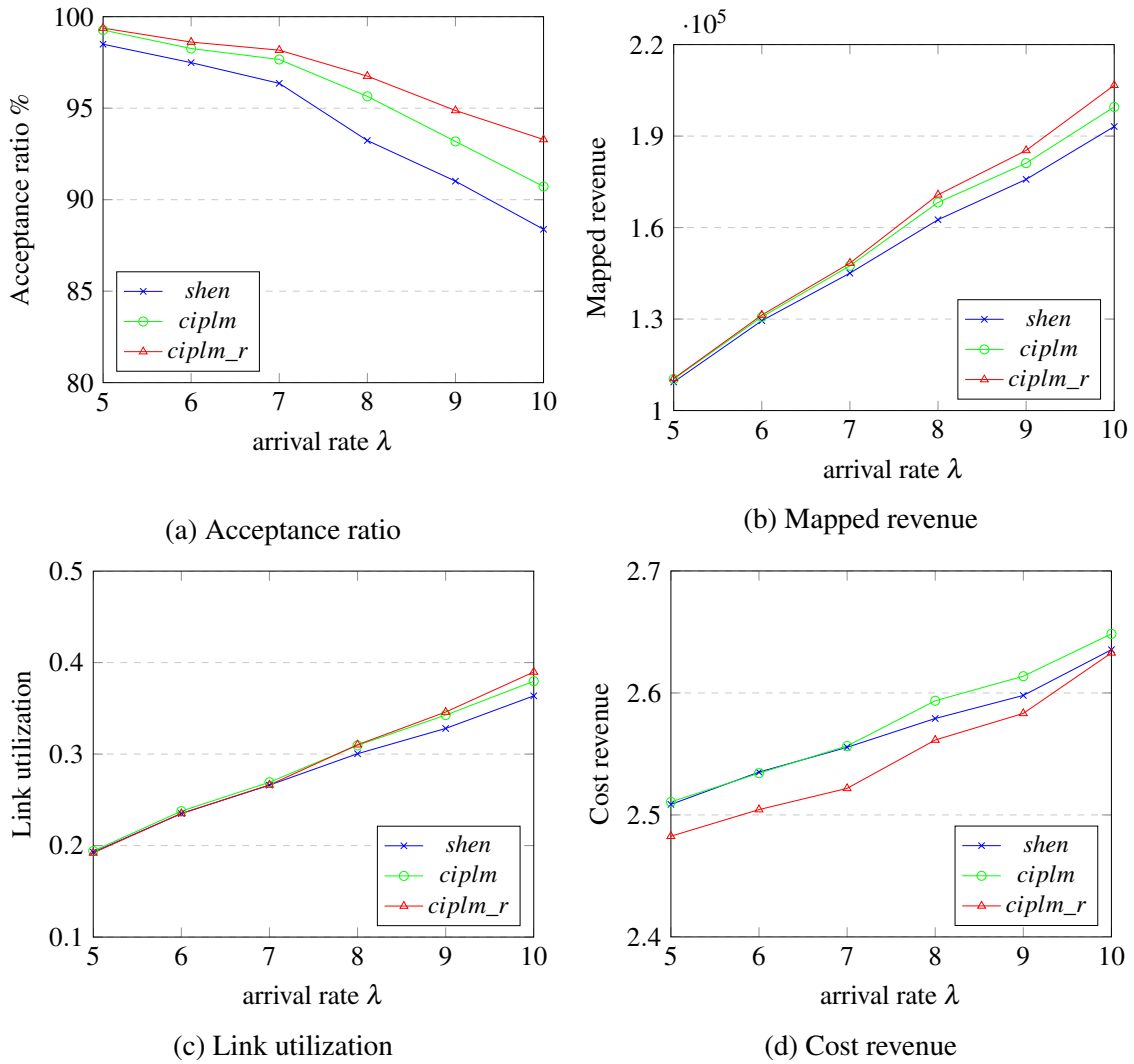 100
95
90
85
80
Acceptance ratio %
shen
ciplm
ciplm_r
5 6 7 8 9 10
arrival rate λ
(a) Acceptance ratio
·10⁵
2.2
1.9
1.6
1.3
1
Mapped revenue
shen
ciplm
ciplm_r
5 6 7 8 9 10
arrival rate λ
(b) Mapped revenue
0.5
0.4
0.3
0.2
0.1
Link utilization
shen
ciplm
ciplm_r
5 6 7 8 9 10
arrival rate λ
(c) Link utilization
2.7
2.6
2.5
2.4
Cost revenue
shen
ciplm
ciplm_r
5 6 7 8 9 10
arrival rate λ
(d) Cost revenue